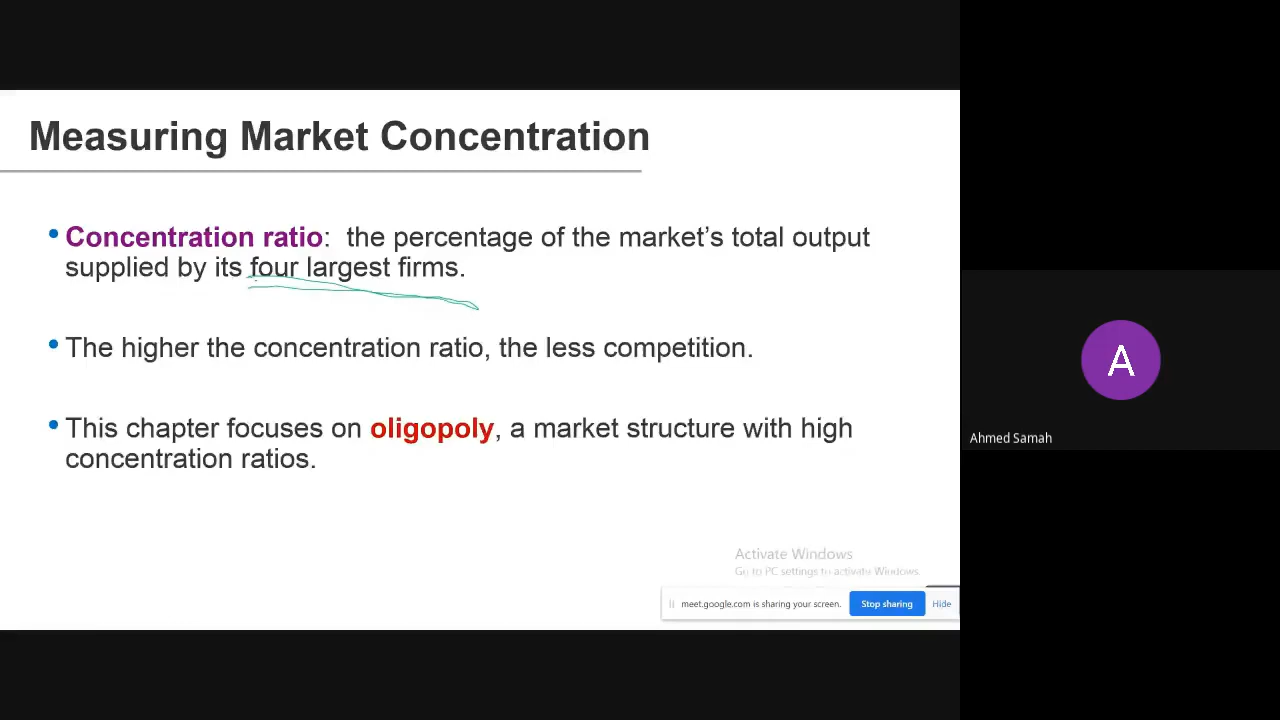 Measuring Market Concentration
• Concentration ratio: the percentage of the market’s total output
supplied by its four largest firms.
• The higher the concentration ratio, the less competition.
• This chapter focuses on oligopoly, a market structure with high
concentration ratios.
A
Ahmed Samah
Activate Windows
Go to PC settings to activate Windows.
meet.google.com is sharing your screen.
Stop sharing
Hide